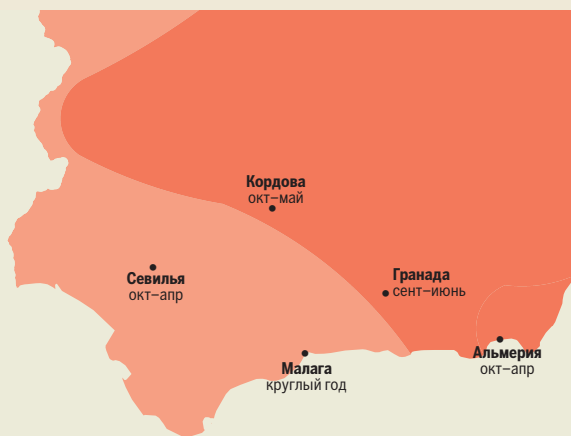 Кордова
окт–май
Севилья
окт–апр
Гранада
сент–июнь
Малага
круглый год
Альмерия
окт–апр